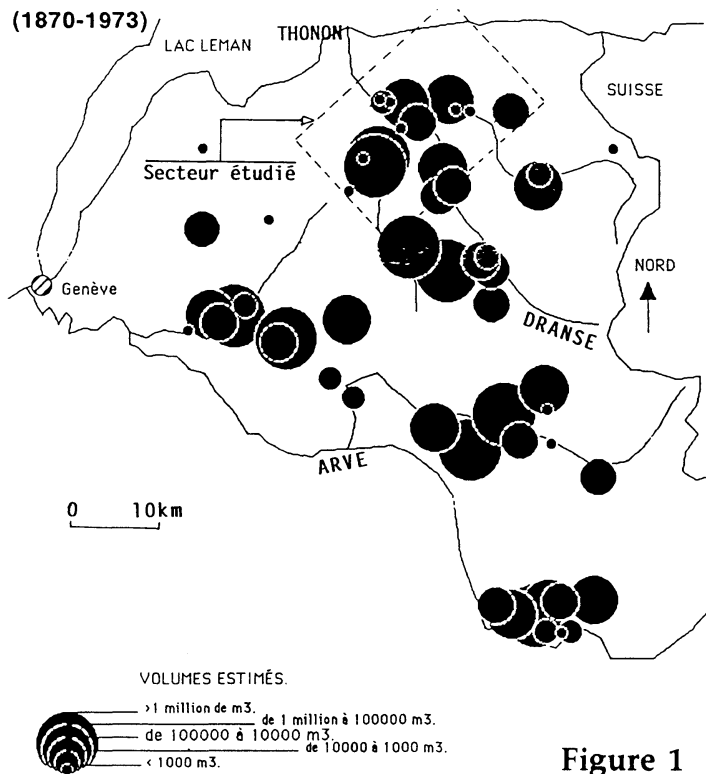 (1870-1973)
LAC LEMAN
THONON
SUISSE
Secteur étudié
NORD
Genève
DRANSE
ARVE
0 10km
VOLUMES ESTIMÉS.
>1 million de m3.
de 1 million à 100000 m3.
de 100000 à 10000 m3.
de 10000 à 1000 m3.
< 1000 m3.
Figure 1